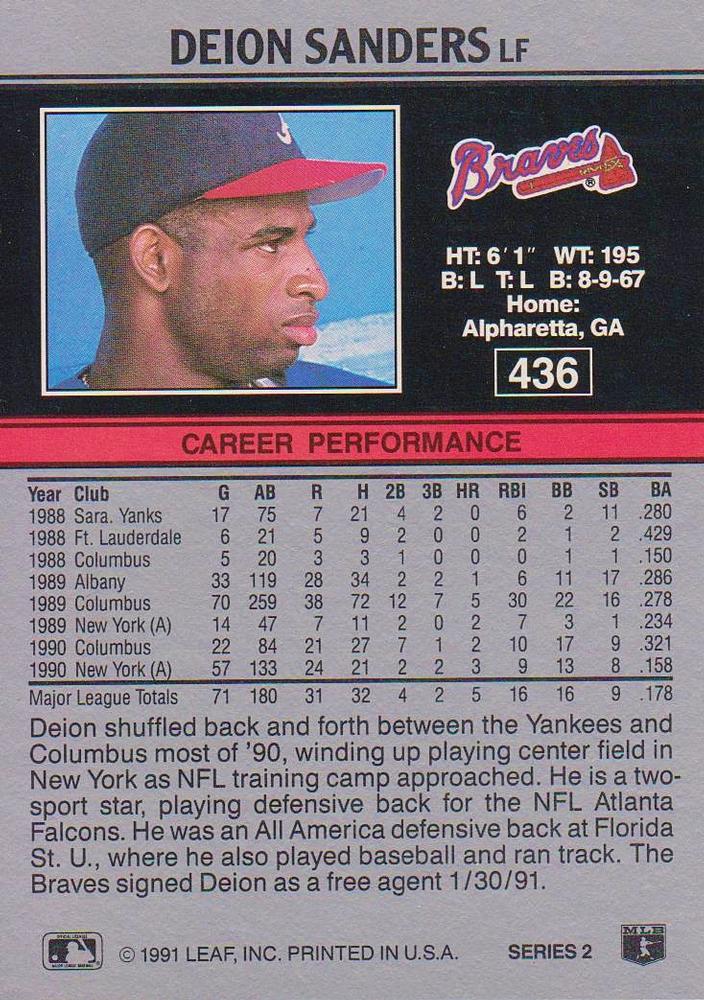 DEION SANDERS LF
Braves
®
HT: 6' 1" WT: 195
B: L T: L B: 8-9-67
Home:
Alpharetta, GA
436
CAREER PERFORMANCE
Year Club G AB R H 2B 3B HR RBI BB SB BA
1988 Sara. Yanks 17 75 7 21 4 2 0 6 2 11 .280
1988 Ft. Lauderdale 6 21 5 9 2 0 0 2 1 2 .429
1988 Columbus 5 20 3 3 1 0 0 0 1 1 .150
1989 Albany 33 119 28 34 2 2 1 6 11 17 .286
1989 Columbus 70 259 38 72 12 7 5 30 22 16 .278
1989 New York (A) 14 47 7 11 2 0 2 7 3 1 .234
1990 Columbus 22 84 21 27 7 1 2 10 17 9 .321
1990 New York (A) 57 133 24 21 2 2 3 9 13 8 .158
Major League Totals 71 180 31 32 4 2 5 16 16 9 .178
Deion shuffled back and forth between the Yankees and
Columbus most of '90, winding up playing center field in
New York as NFL training camp approached. He is a two-
sport star, playing defensive back for the NFL Atlanta
Falcons. He was an All America defensive back at Florida
St. U., where he also played baseball and ran track. The
Braves signed Deion as a free agent 1/30/91.
© 1991 LEAF, INC. PRINTED IN U.S.A. SERIES 2
MLB